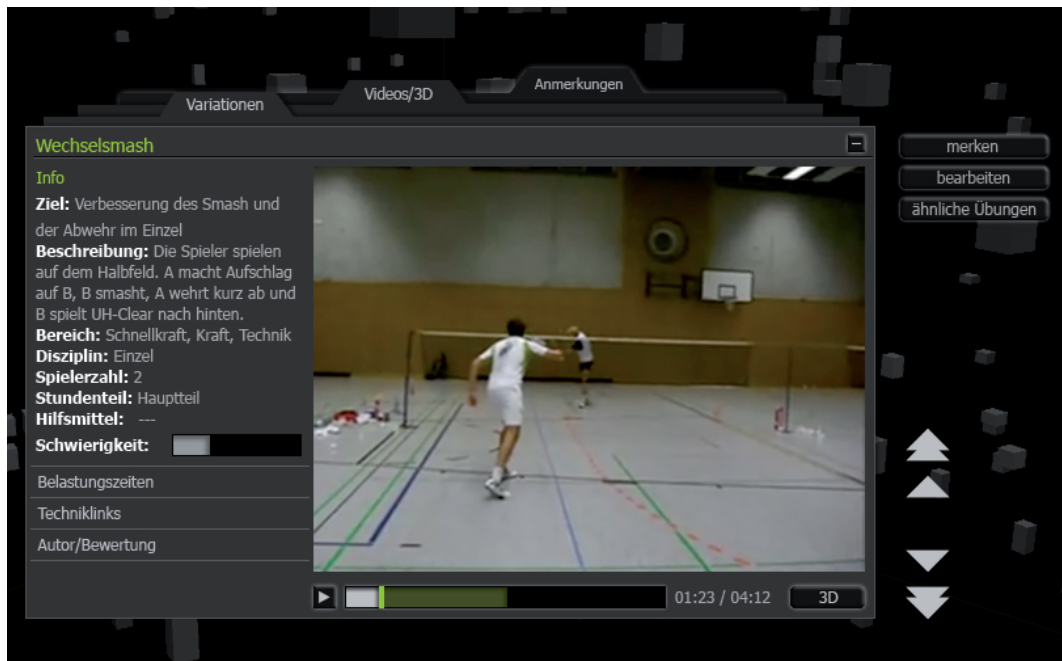 Variationen
Videos/3D
Anmerkungen
Wechselsmash
Info
Ziel: Verbesserung des Smash und
der Abwehr im Einzel
Beschreibung: Die Spieler spielen
auf dem Halbfeld. A macht Aufschlag
auf B, B smasht, A wehrt kurz ab und
B spielt UH-Clear nach hinten.
Bereich: Schnellkraft, Kraft, Technik
Disziplin: Einzel
Spielerzahl: 2
Stundenteil: Hauptteil
Hilfsmittel: ---
Schwierigkeit:
Belastungszeiten
Techniklinks
Autor/Bewertung
01:23 / 04:12
3D
merken
bearbeiten
ähnliche Übungen